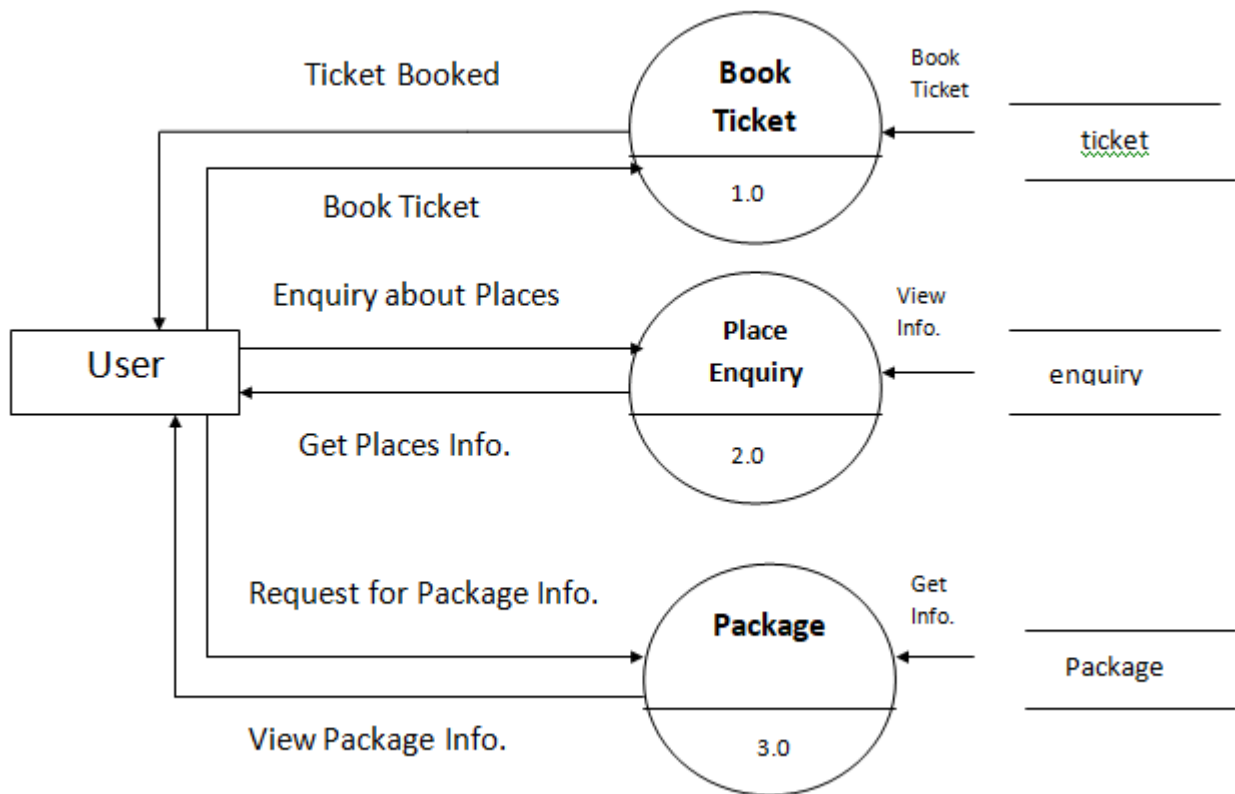 Ticket Booked
Book
Ticket
Book
Ticket
ticket
1.0
Book Ticket
Enquiry about Places
View
Info.
Place
Enquiry
User
enquiry
Get Places Info.
2.0
Request for Package Info.
Get
Info.
Package
Package
View Package Info.
3.0